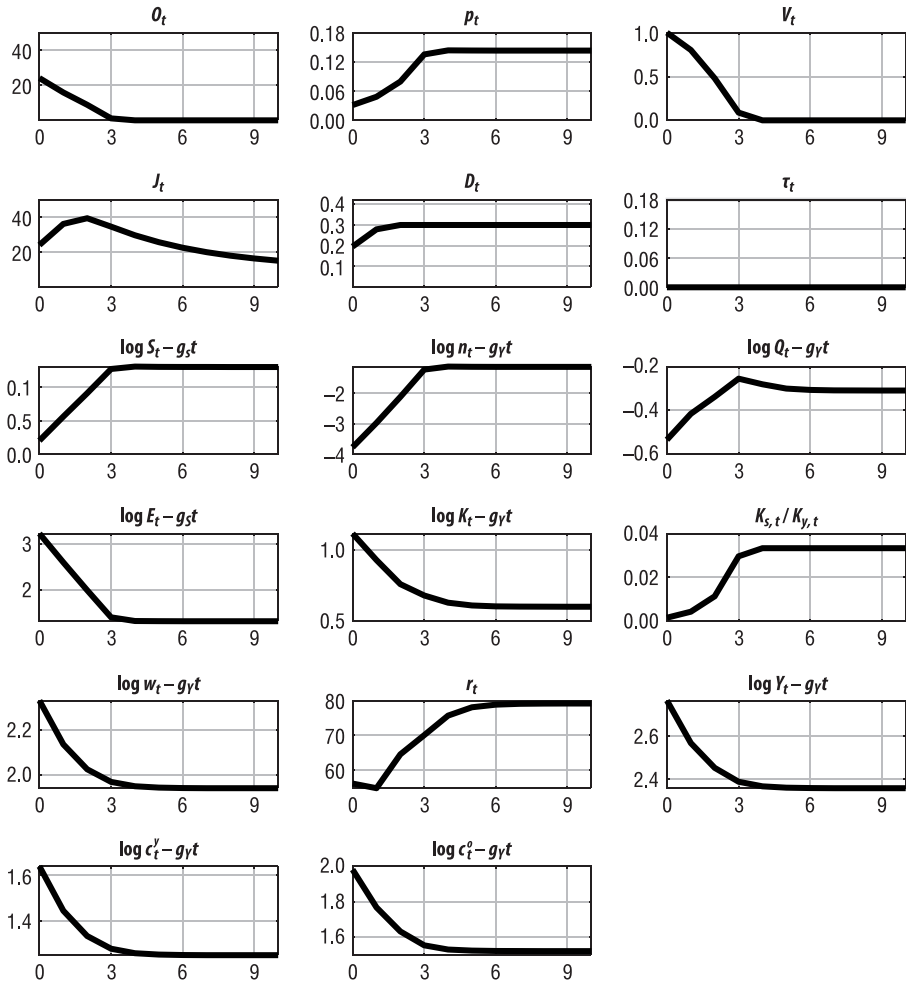 O_t p_t V_t
40 0.18 1.0
0.12
20 0.5
0.06
0.00 0.0
0 3 6 9 0 3 6 9 0 3 6 9
J_t D_t τ_t
0.4 0.18
40 0.3 0.12
20 0.2 0.06
0.1
0.00
0 3 6 9 0 3 6 9 0 3 6 9
log S_t – g_S t log n_t – g_Y t log Q_t – g_Y t
–0.2
0.1 –2
–0.4
0.5 –3
0.0 –4 –0.6
0 3 6 9 0 3 6 9 0 3 6 9
log E_t – g_S t log K_t – g_Y t K_{s, t} / K_{y, t}
3 0.04
1.0
2 0.02
0.5 0.00
0 3 6 9 0 3 6 9 0 3 6 9
log w_t – g_Y t r_t log Y_t – g_Y t
80
2.2 70 2.6
2.0 60 2.4
0 3 6 9 0 3 6 9 0 3 6 9
log c_t^y – g_Y t log c_t^o – g_Y t
2.0
1.6 1.8
1.4 1.6
0 3 6 9 0 3 6 9